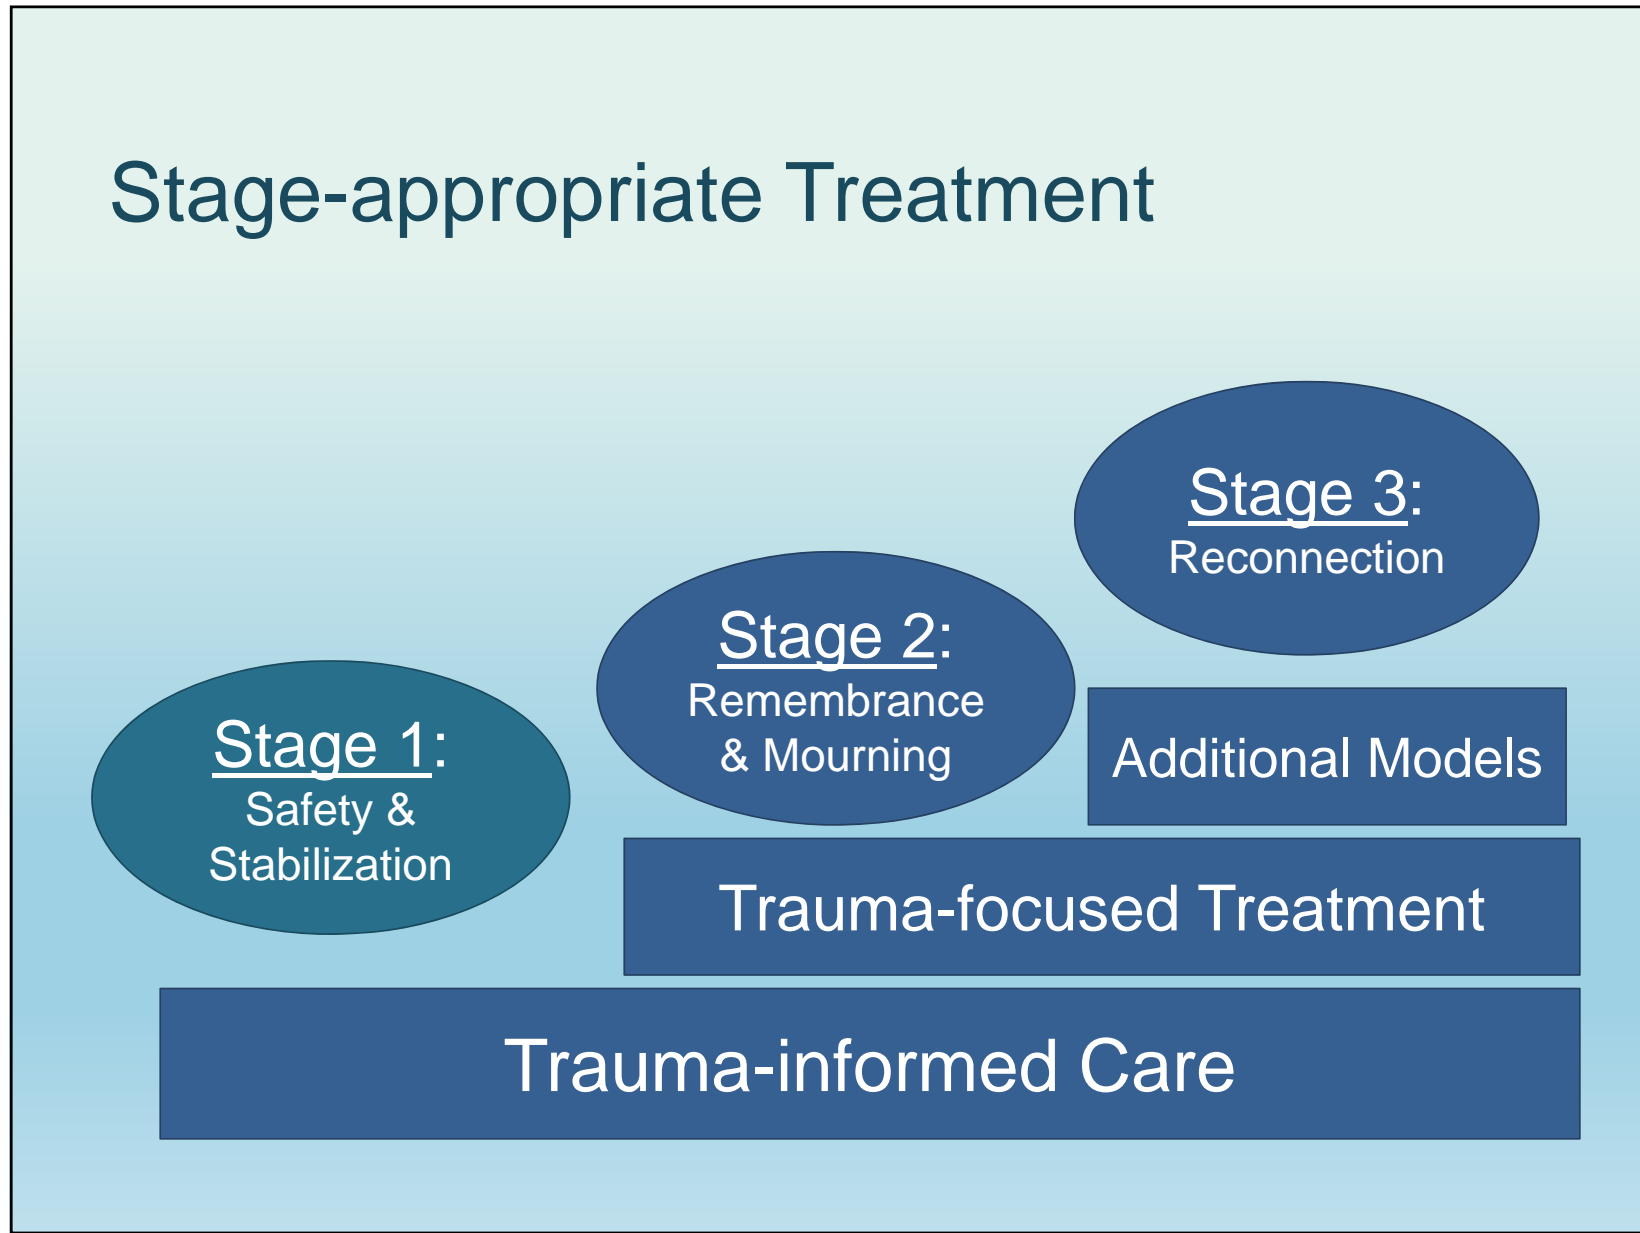 Stage-appropriate Treatment
Stage 1:
Safety &
Stabilization
Stage 2:
Remembrance
& Mourning
Stage 3:
Reconnection
Additional Models
Trauma-focused Treatment
Trauma-informed Care